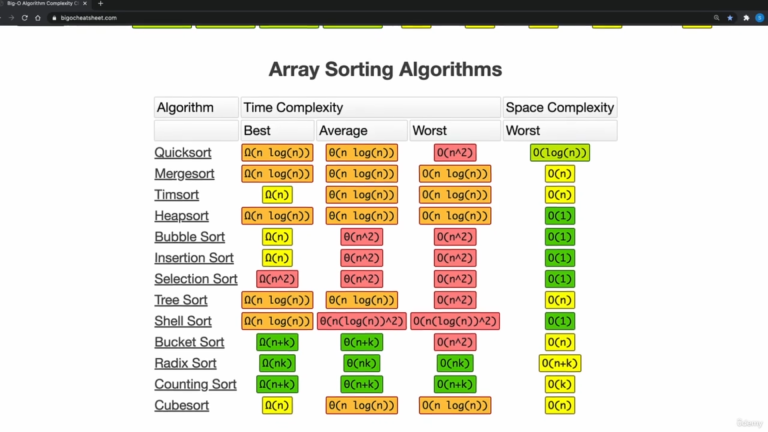 Big-O Algorithm Complexity C
bigocheatsheet.com
Array Sorting Algorithms
Algorithm Time Complexity Space Complexity
Best Average Worst Worst
Quicksort Ω(n log(n)) Θ(n log(n)) O(n^2) O(log(n))
Mergesort Ω(n log(n)) Θ(n log(n)) O(n log(n)) O(n)
Timsort Ω(n) Θ(n log(n)) O(n log(n)) O(n)
Heapsort Ω(n log(n)) Θ(n log(n)) O(n log(n)) O(1)
Bubble Sort Ω(n) Θ(n^2) O(n^2) O(1)
Insertion Sort Ω(n) Θ(n^2) O(n^2) O(1)
Selection Sort Ω(n^2) Θ(n^2) O(n^2) O(1)
Tree Sort Ω(n log(n)) Θ(n log(n)) O(n^2) O(n)
Shell Sort Ω(n log(n)) Θ(n(log(n))^2) O(n(log(n))^2) O(1)
Bucket Sort Ω(n+k) Θ(n+k) O(n^2) O(n)
Radix Sort Ω(nk) Θ(nk) O(nk) O(n+k)
Counting Sort Ω(n+k) Θ(n+k) O(n+k) O(k)
Cubesort Ω(n) Θ(n log(n)) O(n log(n)) O(n)
Udemy